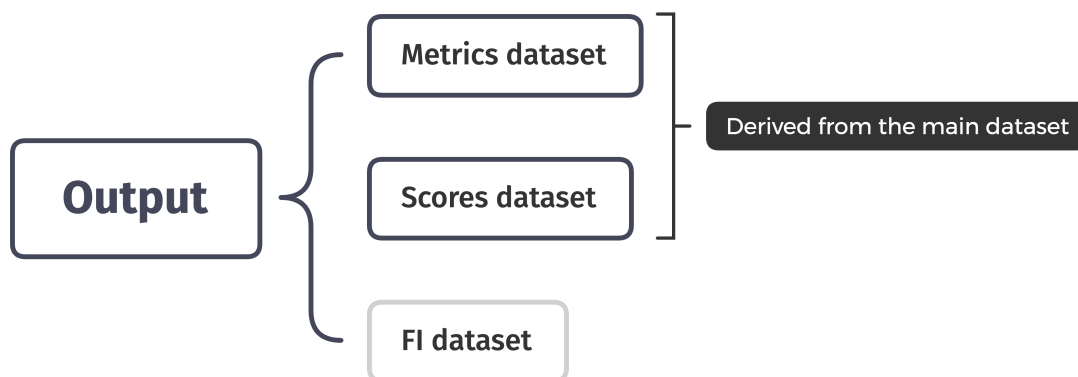 Metrics dataset
Derived from the main dataset
Output
Scores dataset
FI dataset